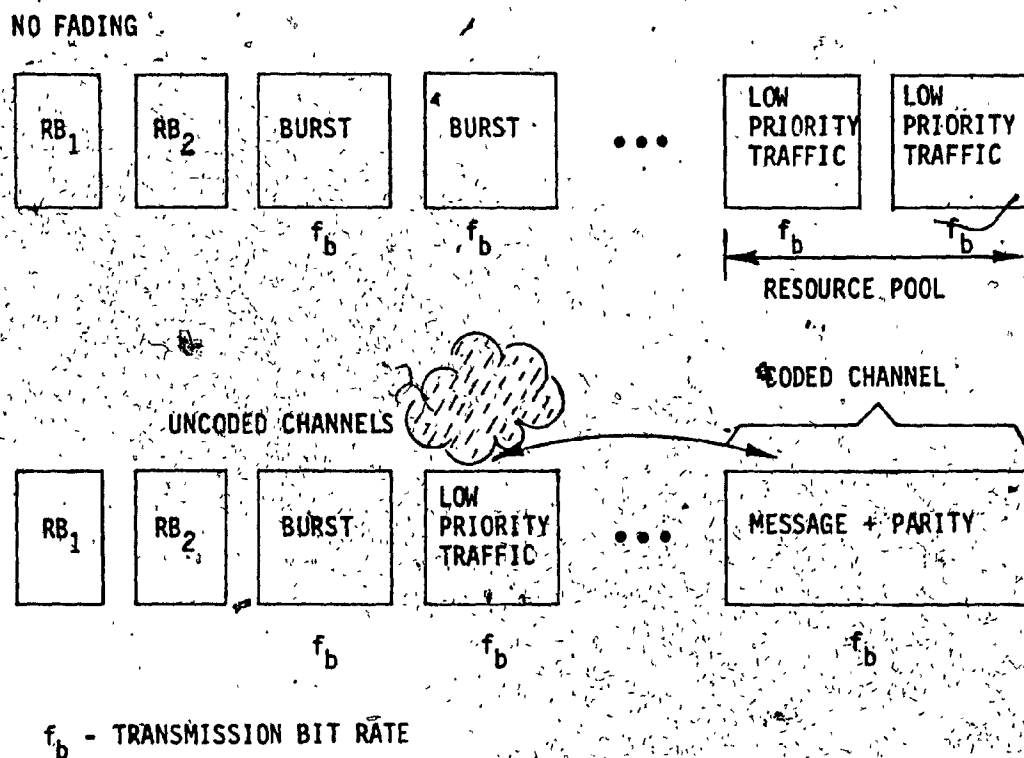 NO FADING
RB1 RB2 BURST BURST ••• LOW PRIORITY TRAFFIC LOW PRIORITY TRAFFIC
fb fb fb fb
RESOURCE POOL
CODED CHANNEL
UNCODED CHANNELS
RB1 RB2 BURST LOW PRIORITY TRAFFIC ••• MESSAGE + PARITY
fb fb fb
fb - TRANSMISSION BIT RATE